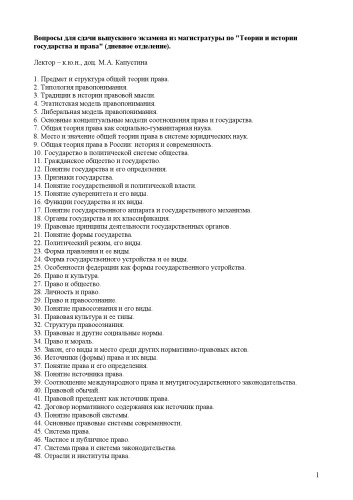 Вопросы для сдачи выпускного экзамена из магистратуры по "Теории и истории
государства и права" (дневное отделение).
Лектор – к.ю.н., доц. М.А. Капустина
1. Предмет и структура общей теории права.
2. Типология правопонимания.
3. Традиции в истории правовой мысли.
4. Этатистская модель правопонимания.
5. Либеральная модель правопонимания
6. Основные концептуальные модели соотношения права и государства.
7. Общая теория права как социально-гуманитарная наука.
8. Место и значение общей теории права в системе юридических наук.
9. Общая теория права в России: история и современность.
10. Государство в политической системе общества.
11. Гражданское общество и государство.
12. Понятие государства и его определения.
13. Признаки государства.
14. Понятие государственной и политической власти.
15. Понятие суверенитета и его виды.
16. Функции государства и их виды.
17. Понятие государственного аппарата и государственного механизма.
18. Органы государства и их классификация.
19. Правовые принципы деятельности государственных органов.
21. Понятие формы государства.
22. Политический режим, его виды.
23. Форма правления и ее виды.
24. Форма государственного устройства и ее виды.
25. Особенности федерации как формы государственного устройства.
26. Право и культура.
27. Право и общество.
28. Личность и право.
29. Право и правосознание.
30. Понятие правосознания и его виды.
31. Правовая культура и ее типы.
32. Структура правосознания.
33. Правовые и другие социальные нормы.
34. Право и мораль.
35. Закон, его виды и место среди других нормативно-правовых актов.
36. Источники (формы) права и их виды.
37. Понятие права и его определения.
38. Понятие источника права.
39. Соотношение международного права и внутригосударственного законодательства.
40. Правовой обычай.
41. Правовой прецедент как источник права.
42. Договор нормативного содержания как источник права.
43. Понятие правовой системы.
44. Основные правовые системы современности.
45. Система права.
46. Частное и публичное право.
47. Система права и система законодательства.
48. Отрасли и институты права.
1